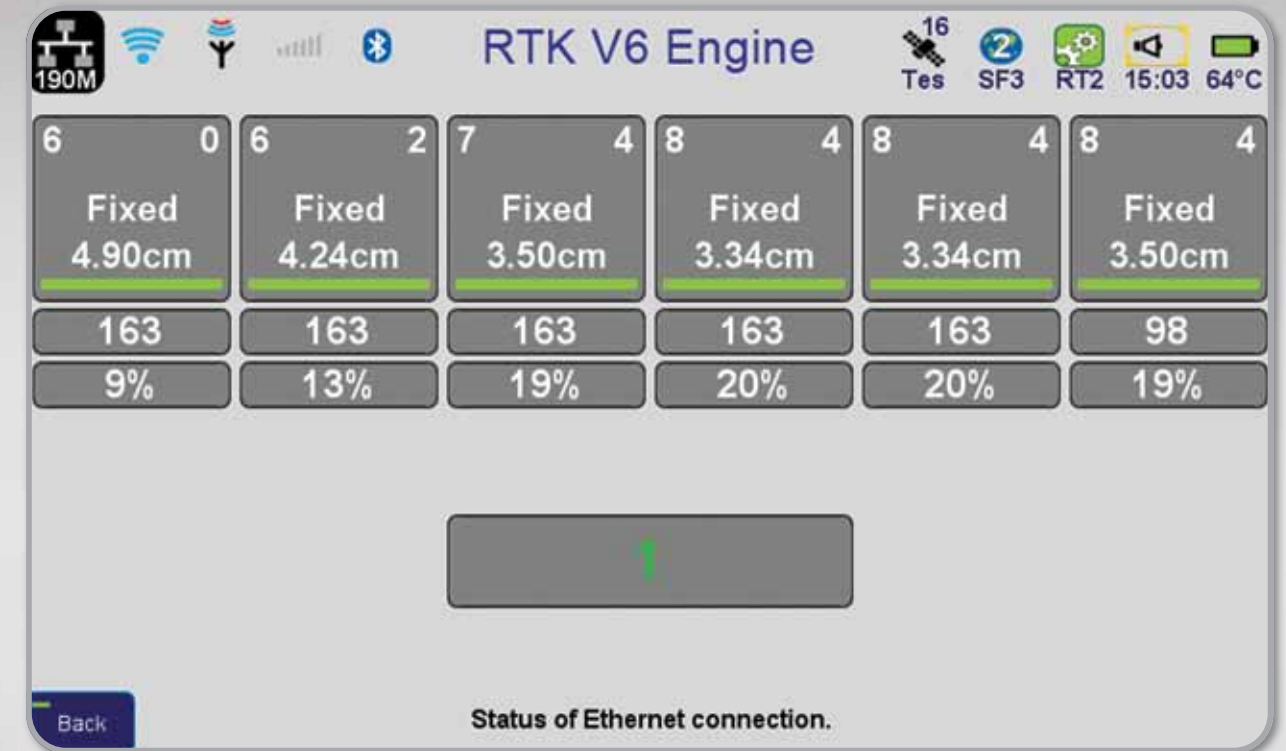 190M
RTK V6 Engine
16
Tes
2
SF3
RT2
15:03
64°C
6 0 6 2 7 4 8 4 8 4 8 4
Fixed Fixed Fixed Fixed Fixed Fixed
4.90cm 4.24cm 3.50cm 3.34cm 3.34cm 3.50cm
163 163 163 163 163 98
9% 13% 19% 20% 20% 19%
1
Back
Status of Ethernet connection.